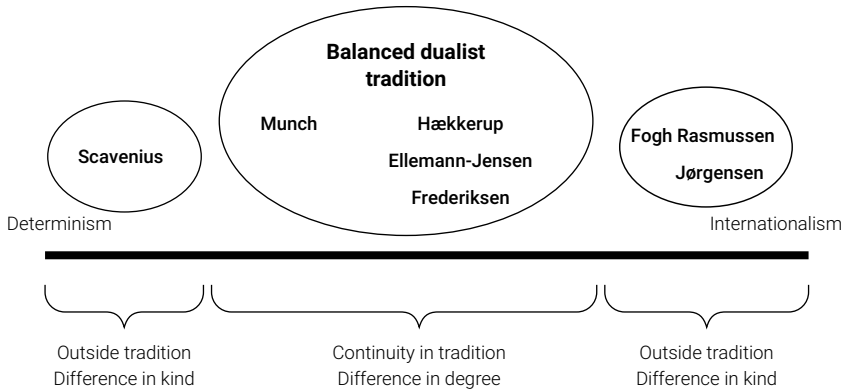 Balanced dualist
tradition
Munch
Hækkerup
Ellemann-Jensen
Frederiksen
Scavenius
Fogh Rasmussen
Jørgensen
Determinism
Internationalism
Outside tradition
Difference in kind
Continuity in tradition
Difference in degree
Outside tradition
Difference in kind